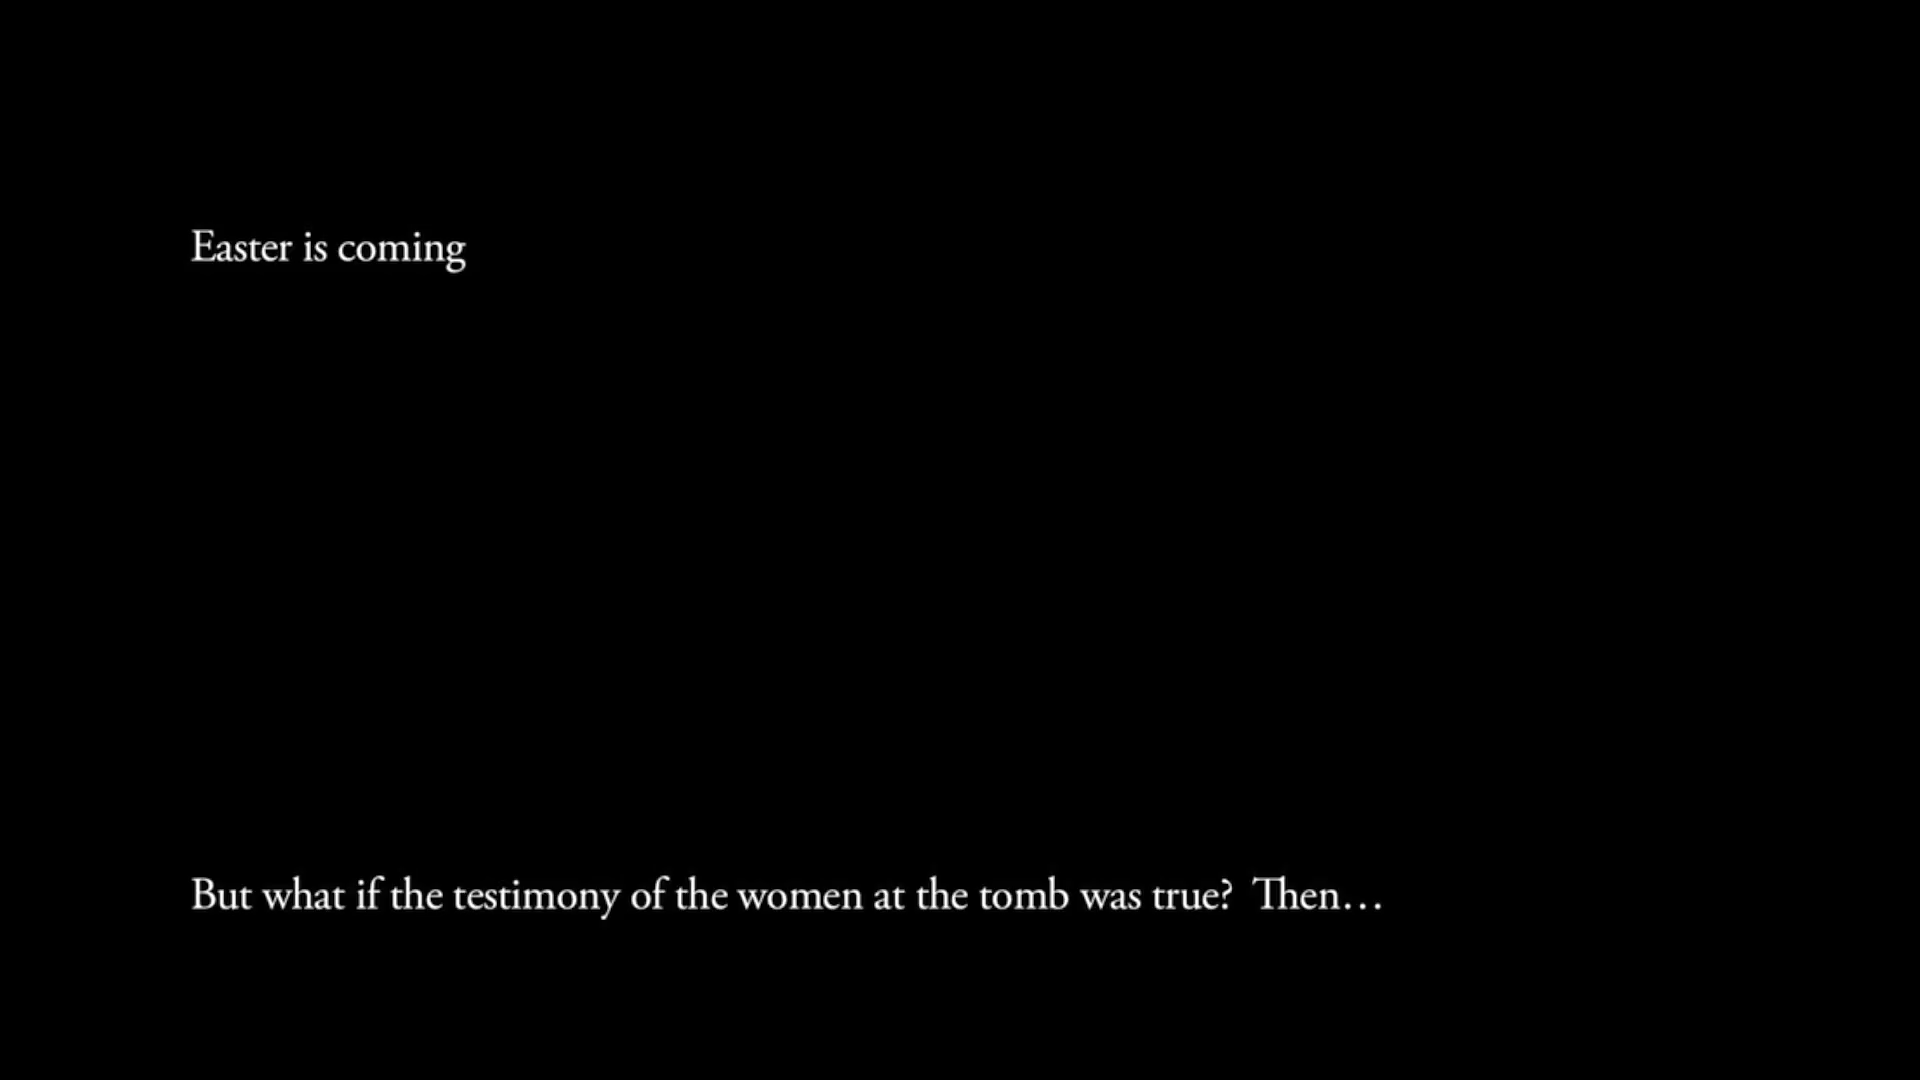 Easter is coming
But what if the testimony of the women at the tomb was true?  Then…